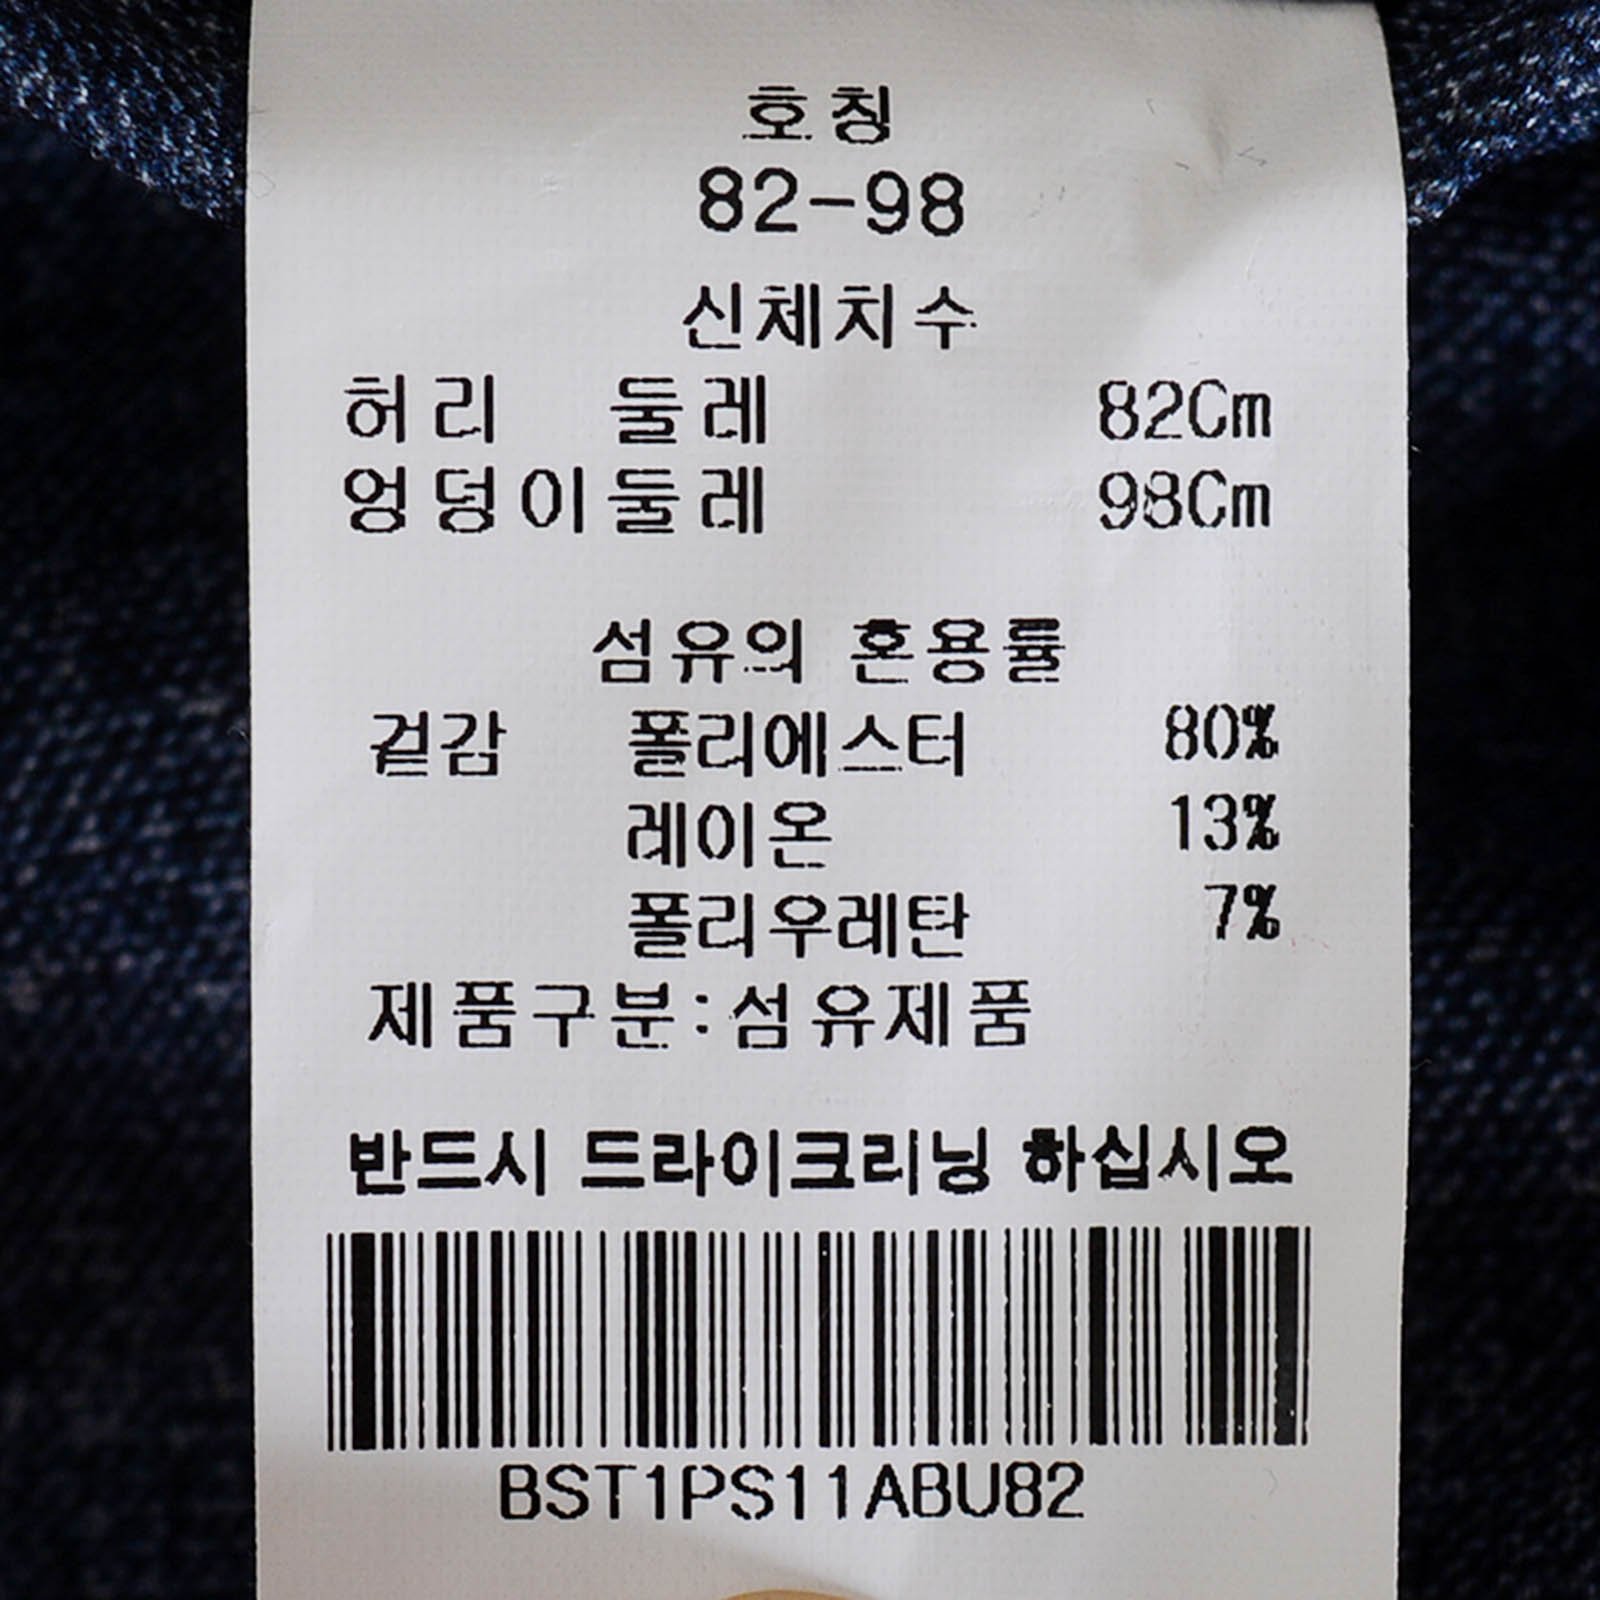 호칭
82-98
신체치수
허리 둘레 82Cm
엉덩이둘레 98Cm
섬유의 혼용률
겉감 폴리에스터 80%
레이온 13%
폴리우레탄 7%
제품구분:섬유제품
반드시 드라이크리닝 하십시오
BST1PS11ABU82